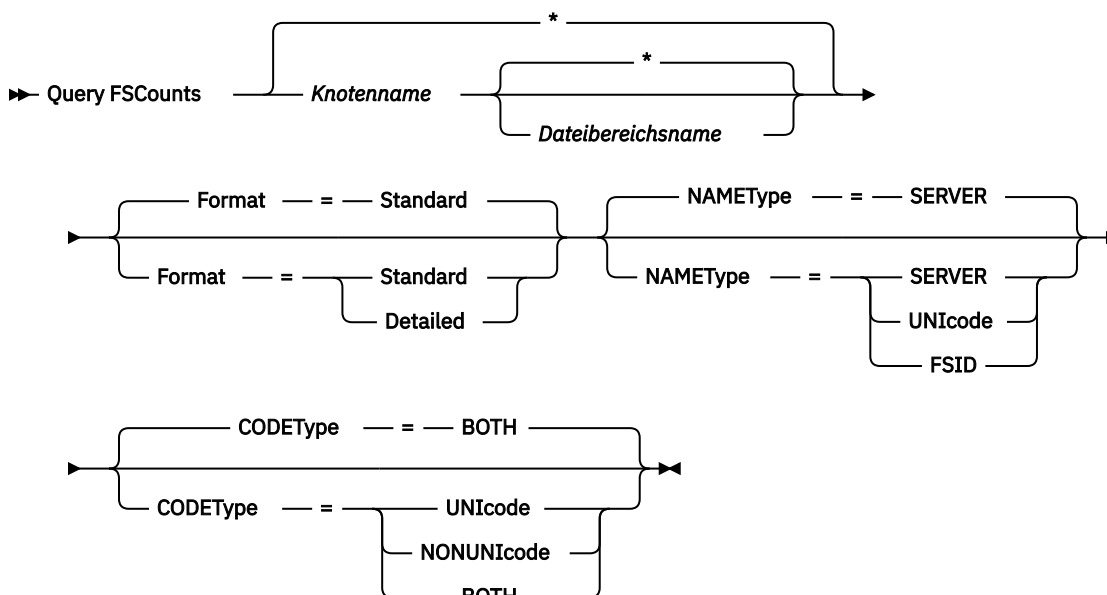 *
*
Query FSCounts Knotenname
Dateibereichsname
Format = Standard
NAMEType = SERVER
Format = Standard
NAMEType = SERVER
Detailed
UNIcode
FSID
CODEType = BOTH
CODEType = UNIcode
NONUNIcode
BOTH